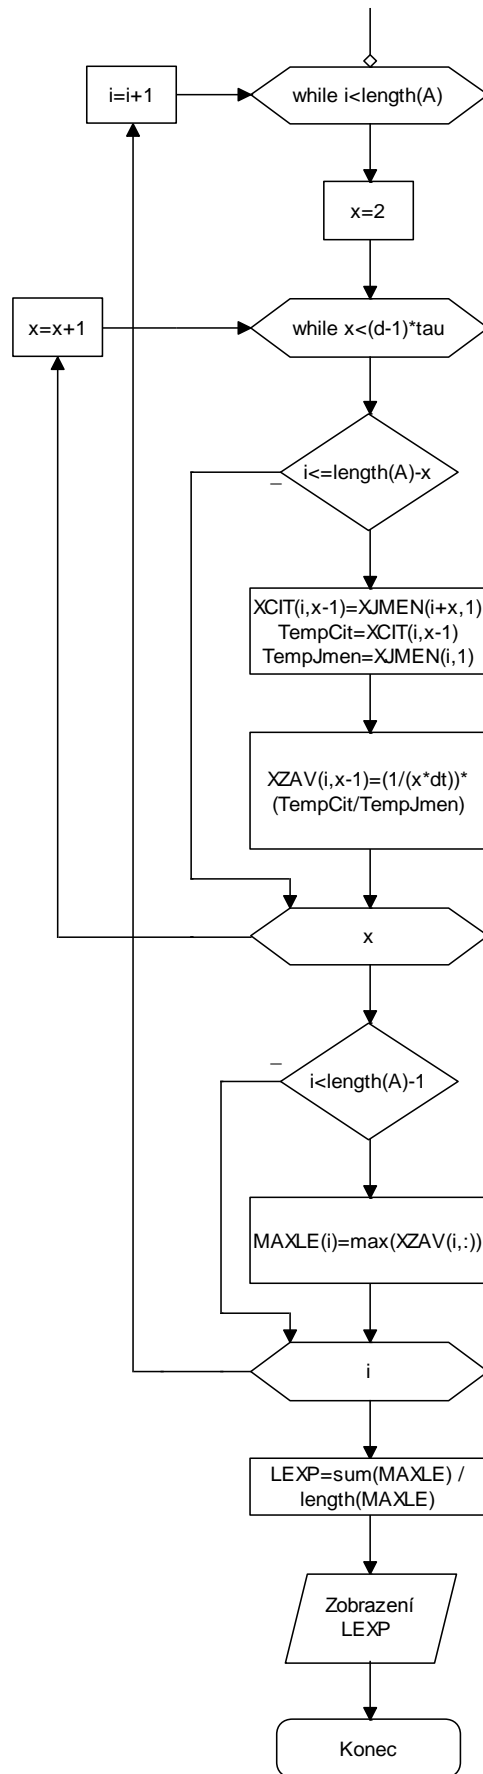 i=i+1
while i<length(A)
x=2
x=x+1
while x<(d-1)*tau
i<=length(A)-x
–
XCIT(i,x-1)=XJMEN(i+x,1)
TempCit=XCIT(i,x-1)
TempJmen=XJMEN(i,1)
XZAV(i,x-1)=(1/(x*dt))*
(TempCit/TempJmen)
x
–
i<length(A)-1
MAXLE(i)=max(XZAV(i,:))
i
LEXP=sum(MAXLE) /
length(MAXLE)
Zobrazení
LEXP
Konec